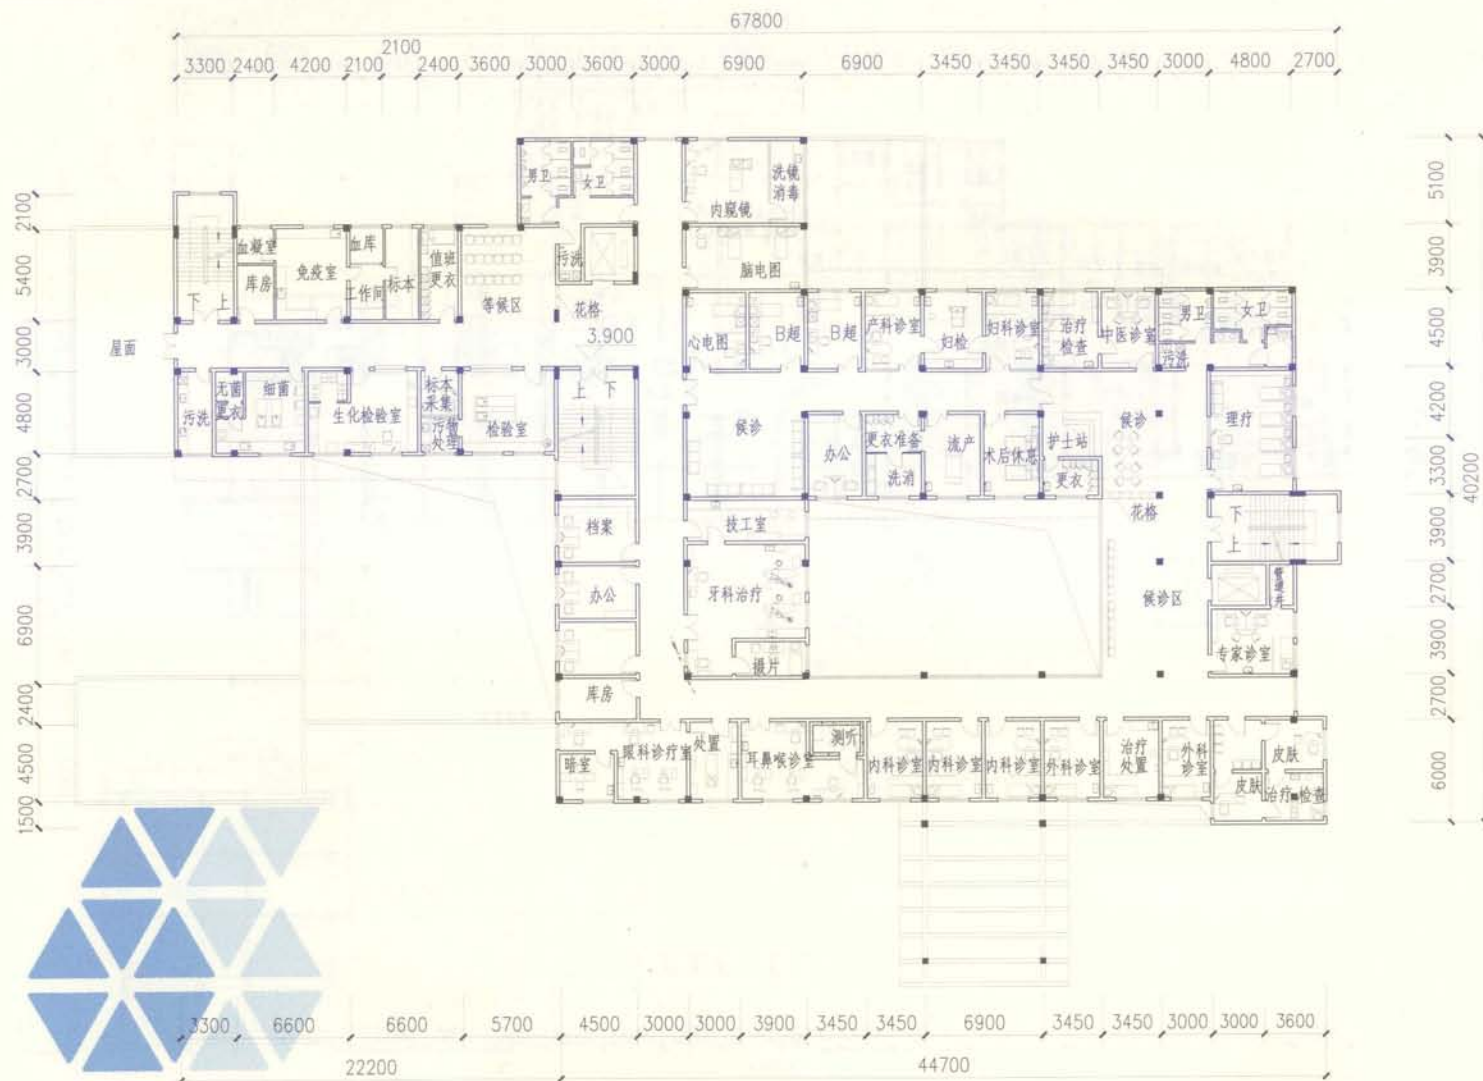 67800
2100
3300 2400 4200 2100 2400 3600 3000 3600 3000 6900 6900 3450 3450 3450 3450 3000 4800 2700
男卫
女卫
内窥镜
洗镜
消毒
污洗
脑电图
血凝室
库房
免疫室
血库
工作间
标本
值班
更衣
等候区
花格
3.900
下 上
屋面
心电图
B超
B超
产科诊室
妇检
妇科诊室
治疗
检查
中医诊室
男卫
女卫
污洗
污洗
无菌
更衣
细菌
生化检验室
标本
采集
污物
处理
检验室
上 下
候诊
办公
更衣准备
洗消
流产
术后休息
护士站
更衣
候诊
理疗
花格
下
上
档案
技工室
办公
牙科治疗
摄片
库房
候诊区
管道井
专家诊室
暗室
眼科诊疗室
处置
耳鼻喉诊室
测听
内科诊室
内科诊室
内科诊室
外科诊室
治疗
处置
外科
诊室
皮肤
皮肤
治疗 检查
2100
5400
3000
4800
2700
3900
6900
2400
4500
1500
5100
3900
4500
4200
3300
3900
2700
3900
2700
6000
40200
3300 6600 6600 5700 4500 3000 3000 3900 3450 3450 6900 3450 3450 3000 3000 3600
22200 44700